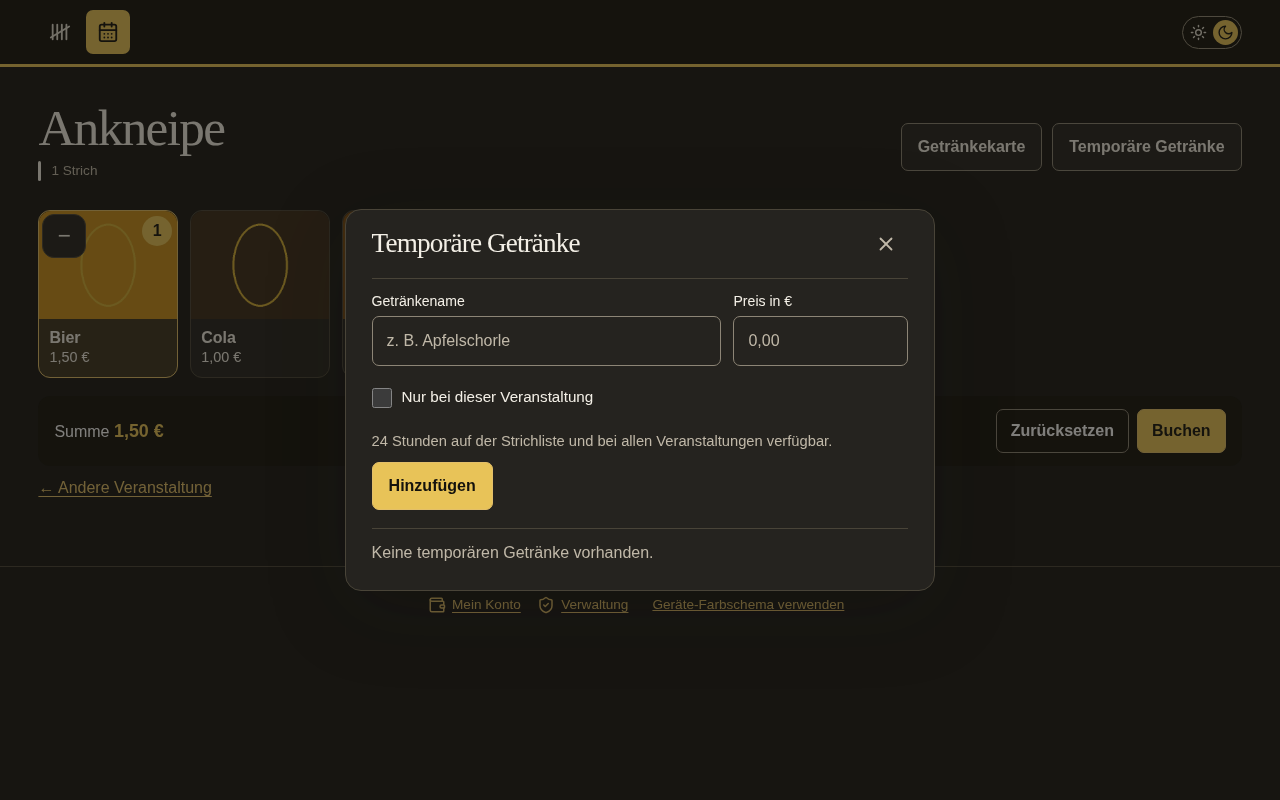 Ankneipe
1 Strich
Getränkekarte
Temporäre Getränke
1
Bier
1,50 €
Cola
1,00 €
Summe 1,50 €
Zurücksetzen
Buchen
← Andere Veranstaltung
Temporäre Getränke
Getränkename
Preis in €
z. B. Apfelschorle
0,00
Nur bei dieser Veranstaltung
24 Stunden auf der Strichliste und bei allen Veranstaltungen verfügbar.
Hinzufügen
Keine temporären Getränke vorhanden.
Mein Konto
Verwaltung
Geräte-Farbschema verwenden